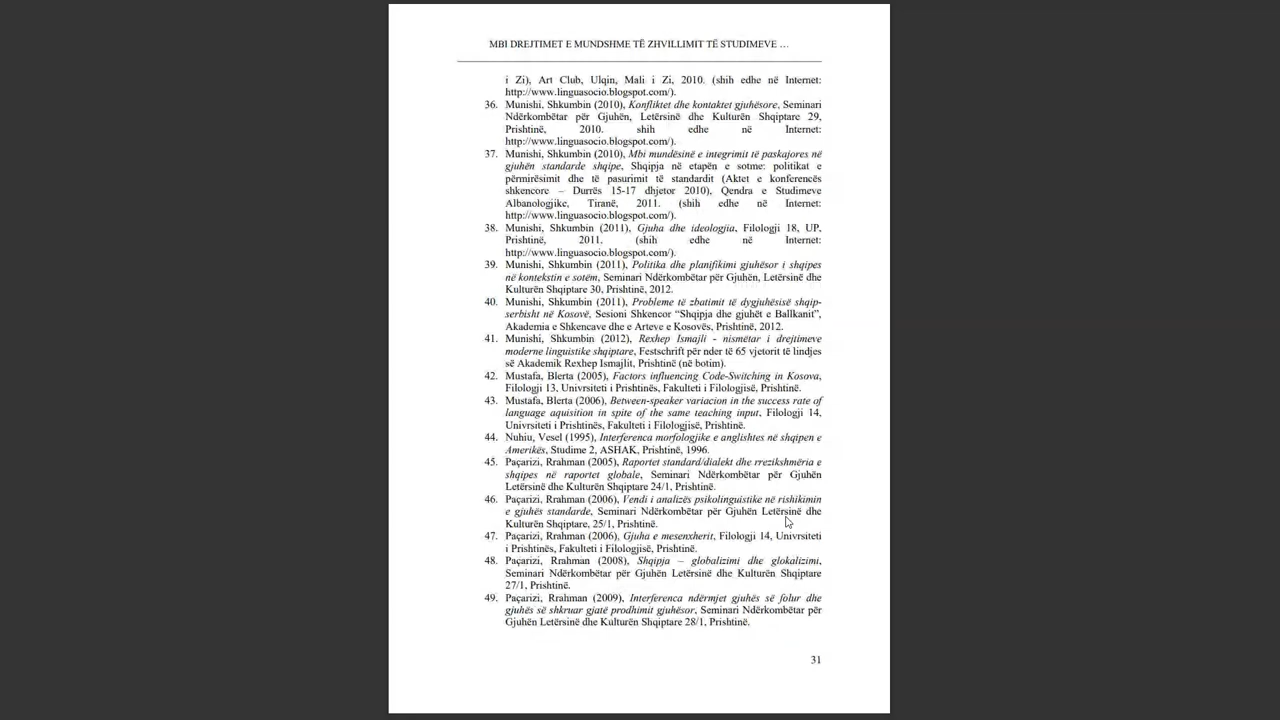 MBI DREJTIMET E MUNDSHME TË ZHVILLIMIT TË STUDIMEVE …
i Zi), Art Club, Ulqin, Mali i Zi, 2010. (shih edhe në Internet:
http://www.linguasocio.blogspot.com/).
36. Munishi, Shkumbin (2010), Konfliktet dhe kontaktet gjuhësore, Seminari
Ndërkombëtar për Gjuhën, Letërsinë dhe Kulturën Shqiptare 29,
Prishtinë, 2010. shih edhe në Internet:
http://www.linguasocio.blogspot.com/).
37. Munishi, Shkumbin (2010), Mbi mundësinë e integrimit të paskajores në
gjuhën standarde shqipe, Shqipja në etapën e sotme: politikat e
përmirësimit dhe të pasurimit të standardit (Aktet e konferencës
shkencore – Durrës 15-17 dhjetor 2010), Qendra e Studimeve
Albanologjike, Tiranë, 2011. (shih edhe në Internet:
http://www.linguasocio.blogspot.com/).
38. Munishi, Shkumbin (2011), Gjuha dhe ideologjia, Filologji 18, UP,
Prishtinë, 2011. (shih edhe në Internet:
http://www.linguasocio.blogspot.com/).
39. Munishi, Shkumbin (2011), Politika dhe planifikimi gjuhësor i shqipes
në kontekstin e sotëm, Seminari Ndërkombëtar për Gjuhën, Letërsinë dhe
Kulturën Shqiptare 30, Prishtinë, 2012.
40. Munishi, Shkumbin (2011), Probleme të zbatimit të dygjuhësisë shqip-
serbisht në Kosovë, Sesioni Shkencor “Shqipja dhe gjuhët e Ballkanit”,
Akademia e Shkencave dhe e Arteve e Kosovës, Prishtinë, 2012.
41. Munishi, Shkumbin (2012), Rexhep Ismajli - nismëtar i drejtimeve
moderne linguistike shqiptare, Festschrift për nder të 65 vjetorit të lindjes
së Akademik Rexhep Ismajlit, Prishtinë (në botim).
42. Mustafa, Blerta (2005), Factors influencing Code-Switching in Kosova,
Filologji 13, Univrsiteti i Prishtinës, Fakulteti i Filologjisë, Prishtinë.
43. Mustafa, Blerta (2006), Between-speaker variacion in the success rate of
language aquisition in spite of the same teaching input, Filologji 14,
Univrsiteti i Prishtinës, Fakulteti i Filologjisë, Prishtinë.
44. Nuhiu, Vesel (1995), Interferenca morfologjike e anglishtes në shqipen e
Amerikës, Studime 2, ASHAK, Prishtinë, 1996.
45. Paçarizi, Rrahman (2005), Raportet standard/dialekt dhe rrezikshmëria e
shqipes në raportet globale, Seminari Ndërkombëtar për Gjuhën
Letërsinë dhe Kulturën Shqiptare 24/1, Prishtinë.
46. Paçarizi, Rrahman (2006), Vendi i analizës psikolinguistike në rishikimin
e gjuhës standarde, Seminari Ndërkombëtar për Gjuhën Letërsinë dhe
Kulturën Shqiptare, 25/1, Prishtinë.
47. Paçarizi, Rrahman (2006), Gjuha e mesenxherit, Filologji 14, Univrsiteti
i Prishtinës, Fakulteti i Filologjisë, Prishtinë.
48. Paçarizi, Rrahman (2008), Shqipja – globalizimi dhe glokalizimi,
Seminari Ndërkombëtar për Gjuhën Letërsinë dhe Kulturën Shqiptare
27/1, Prishtinë.
49. Paçarizi, Rrahman (2009), Interferenca ndërmjet gjuhës së folur dhe
gjuhës së shkruar gjatë prodhimit gjuhësor, Seminari Ndërkombëtar për
Gjuhën Letërsinë dhe Kulturën Shqiptare 28/1, Prishtinë.
31